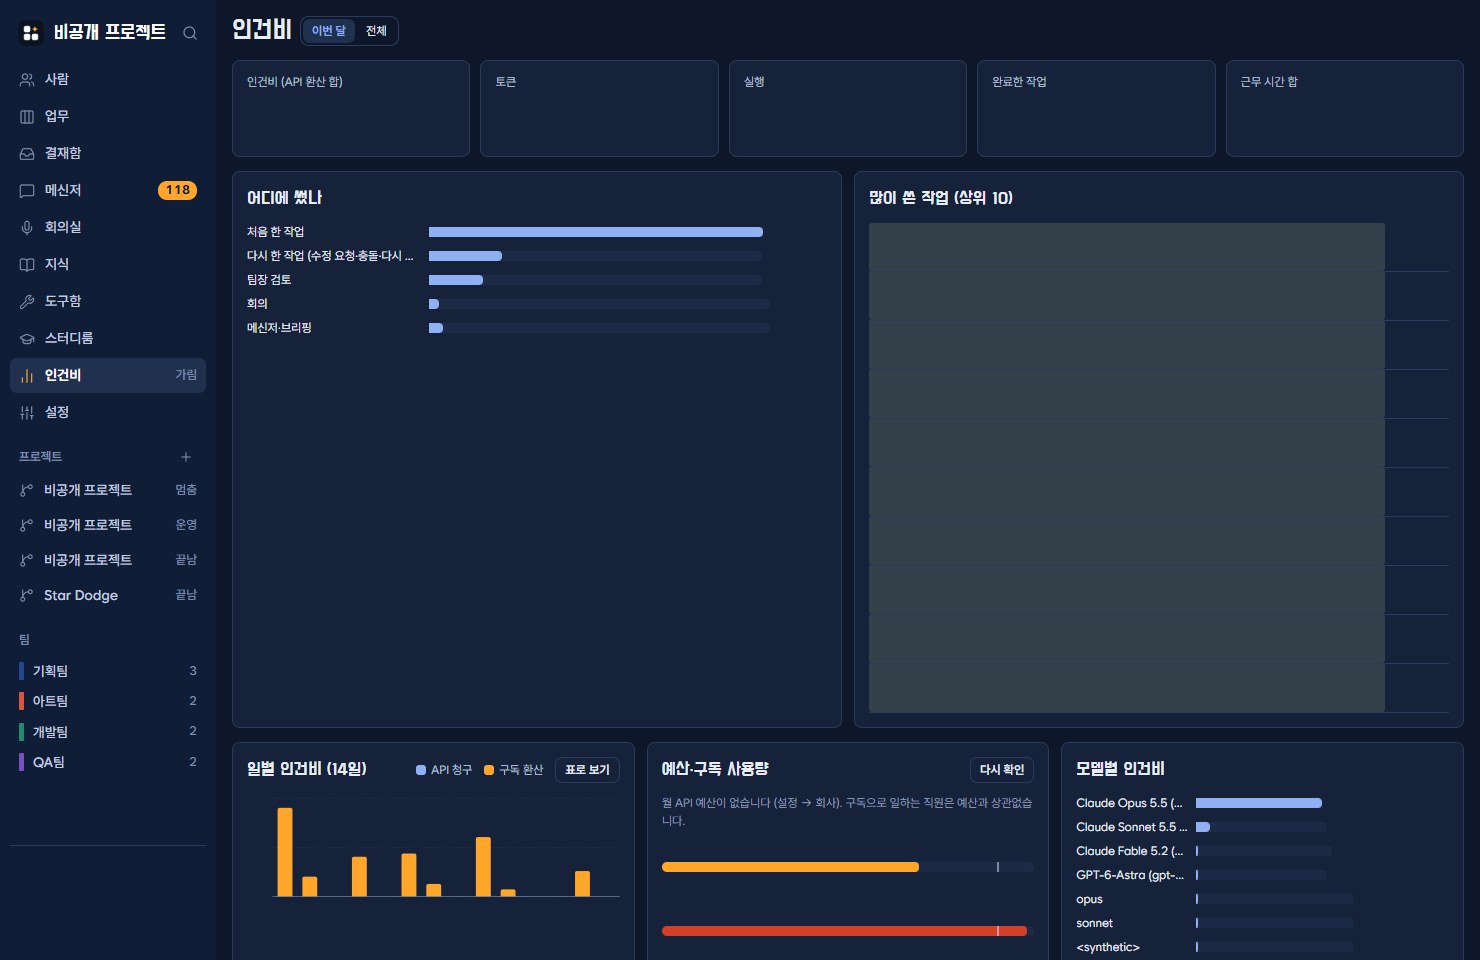 비공개 프로젝트
사람
업무
결재함
메신저 118
회의실
지식
도구함
스터디룸
인건비 가림
설정
프로젝트
비공개 프로젝트 멈춤
비공개 프로젝트 운영
비공개 프로젝트 끝남
Star Dodge 끝남
팀
기획팀 3
아트팀 2
개발팀 2
QA팀 2
인건비 이번 달 전체
인건비 (API 환산 합)
토큰
실행
완료한 작업
근무 시간 합
어디에 썼나
처음 한 작업
다시 한 작업 (수정 요청·충돌·다시 ...
팀장 검토
회의
메신저·브리핑
많이 쓴 작업 (상위 10)
일별 인건비 (14일) API 청구 구독 환산 표로 보기
예산·구독 사용량 다시 확인
월 API 예산이 없습니다 (설정 → 회사). 구독으로 일하는 직원은 예산과 상관없습
니다.
모델별 인건비
Claude Opus 5.5 (...
Claude Sonnet 5.5 ...
Claude Fable 5.2 (...
GPT-6-Astra (gpt-...
opus
sonnet
<synthetic>